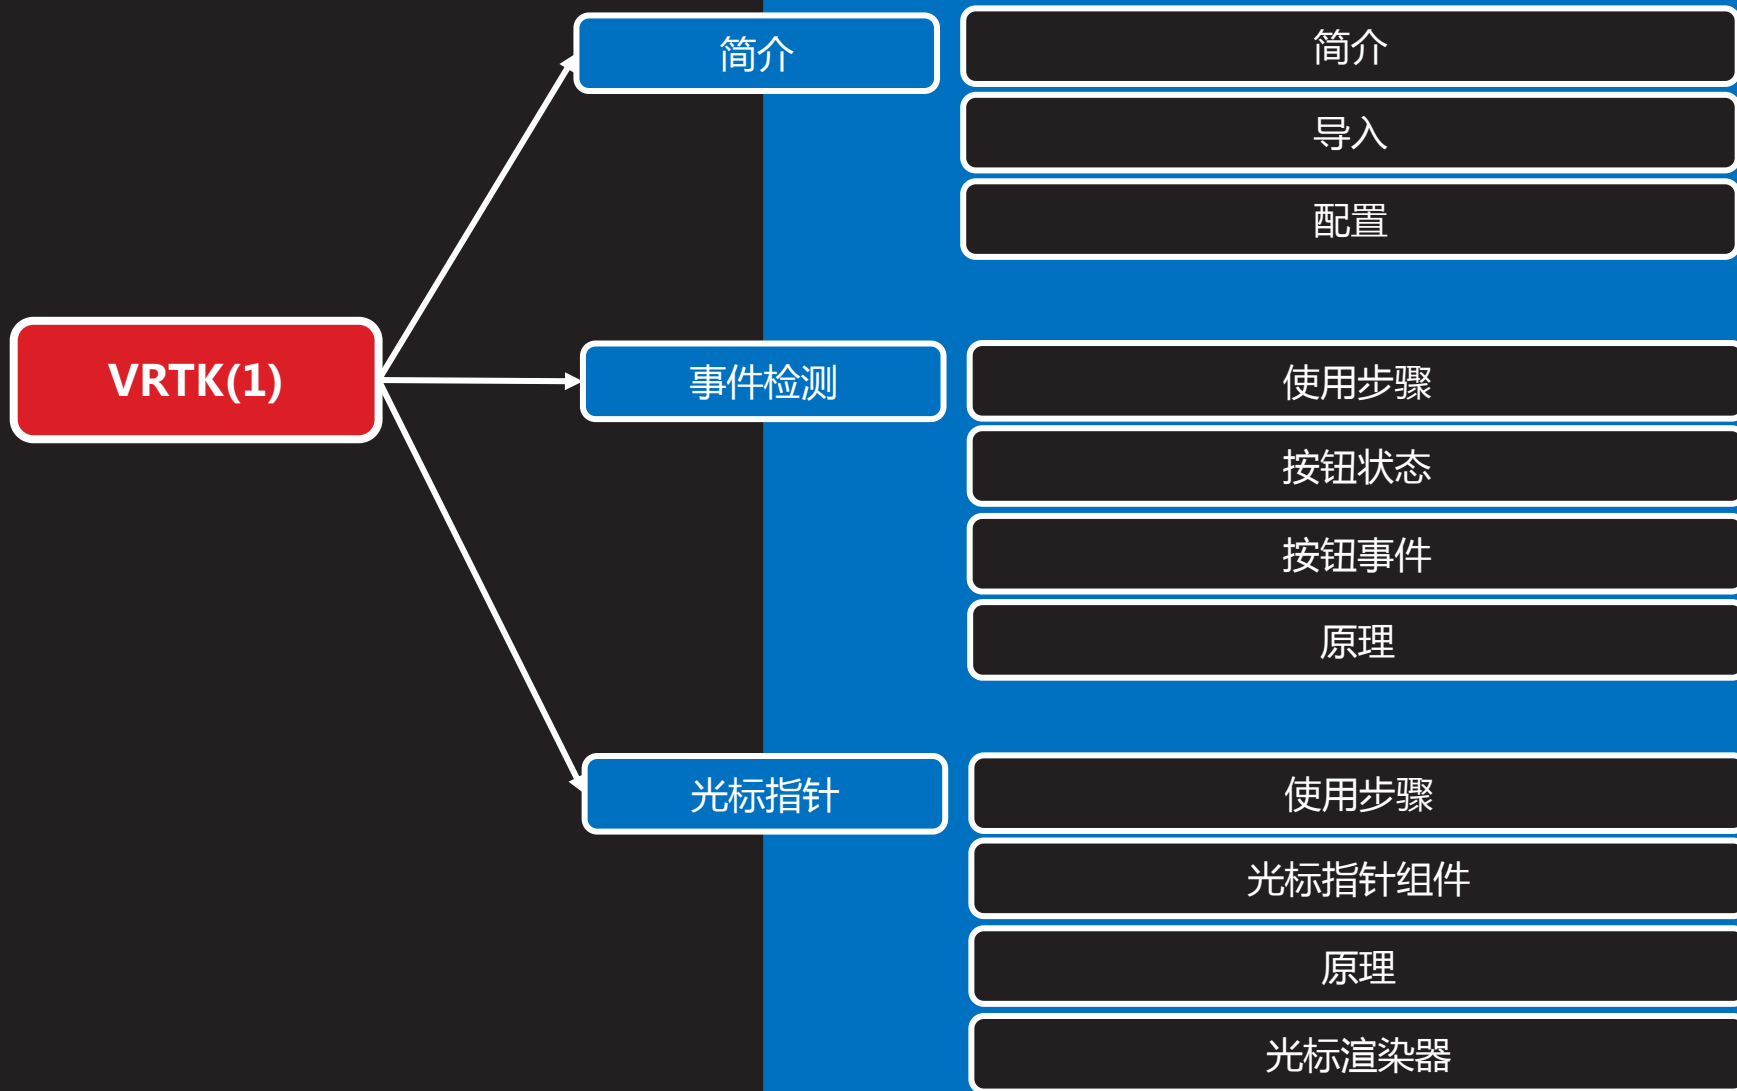 VRTK(1)
简介
简介
导入
配置
事件检测
使用步骤
按钮状态
按钮事件
原理
光标指针
使用步骤
光标指针组件
原理
光标渲染器